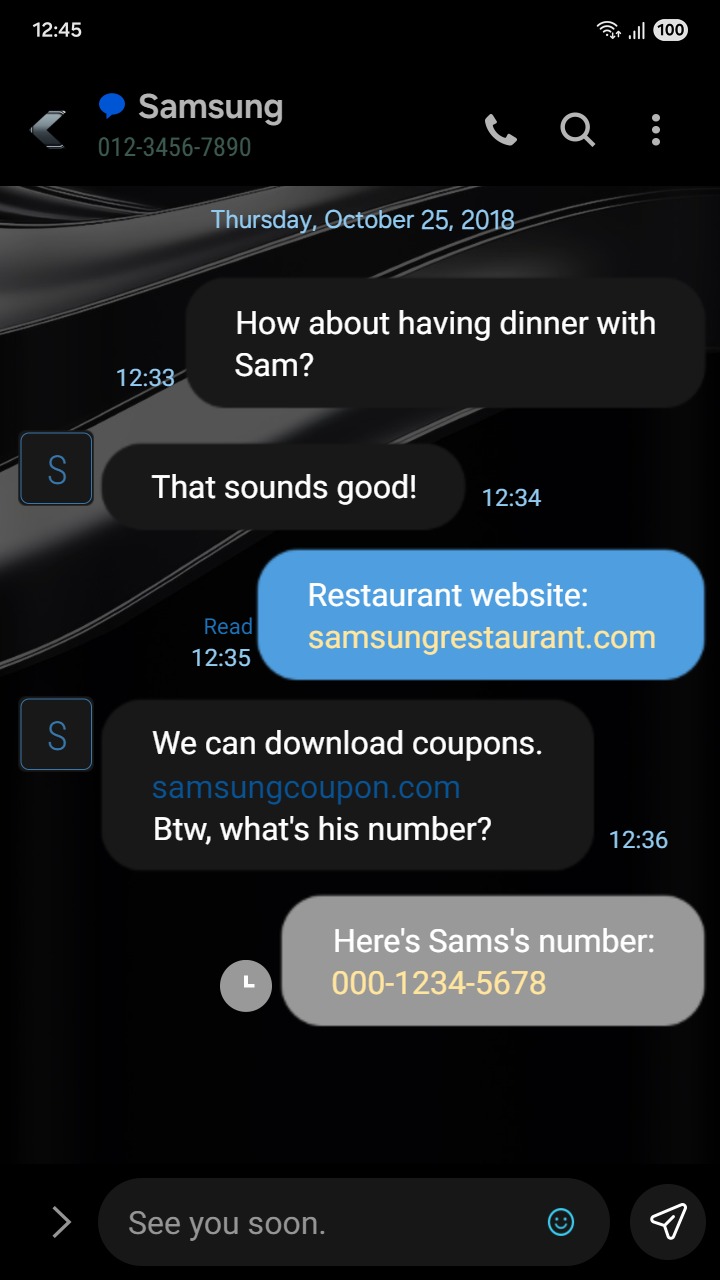 12:45
100
Samsung
012-3456-7890
Thursday, October 25, 2018
How about having dinner with
Sam?
12:33
S
That sounds good!
12:34
Restaurant website:
samsungrestaurant.com
Read
12:35
S
We can download coupons.
samsungcoupon.com
Btw, what's his number?
12:36
Here's Sams's number:
000-1234-5678
See you soon.